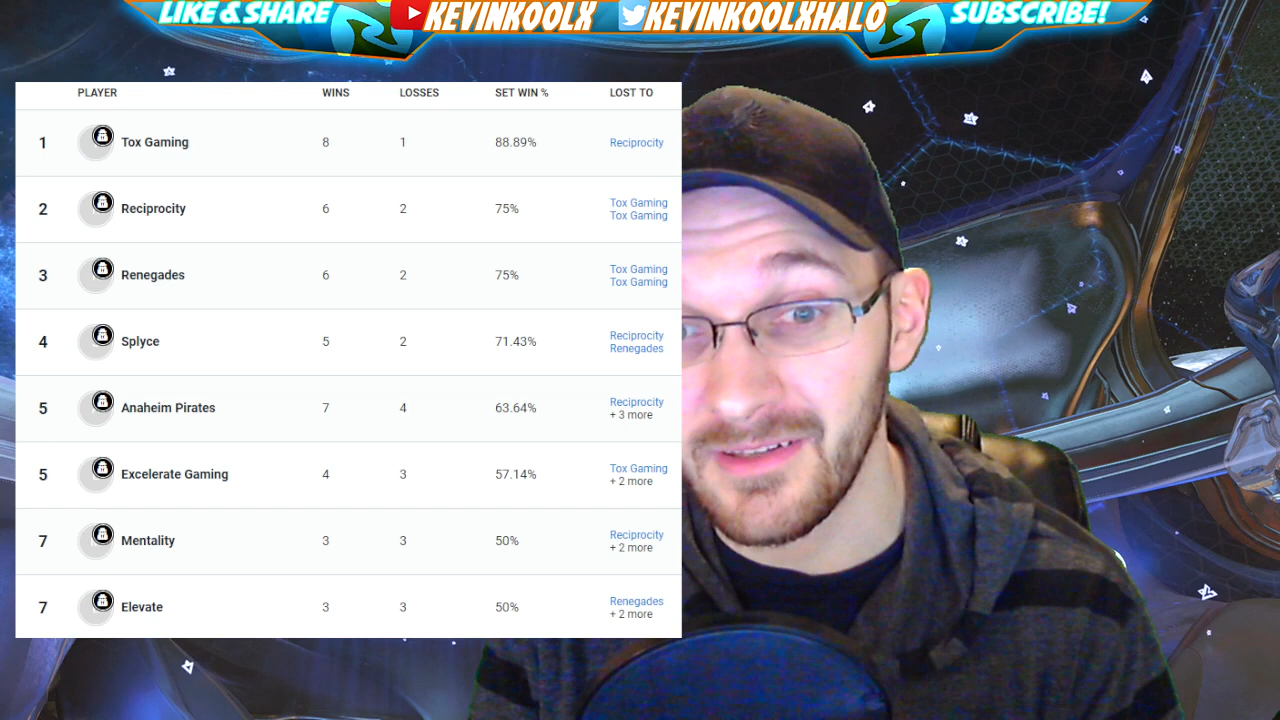 LIKE & SHARE KEVINKOOLX KEVINKOOLXHALO SUBSCRIBE!
PLAYER WINS LOSSES SET WIN % LOST TO
1 Tox Gaming 8 1 88.89% Reciprocity
2 Reciprocity 6 2 75% Tox Gaming
Tox Gaming
3 Renegades 6 2 75% Tox Gaming
Tox Gaming
4 Splyce 5 2 71.43% Reciprocity
Renegades
5 Anaheim Pirates 7 4 63.64% Reciprocity
+ 3 more
5 Excelerate Gaming 4 3 57.14% Tox Gaming
+ 2 more
7 Mentality 3 3 50% Reciprocity
+ 2 more
7 Elevate 3 3 50% Renegades
+ 2 more